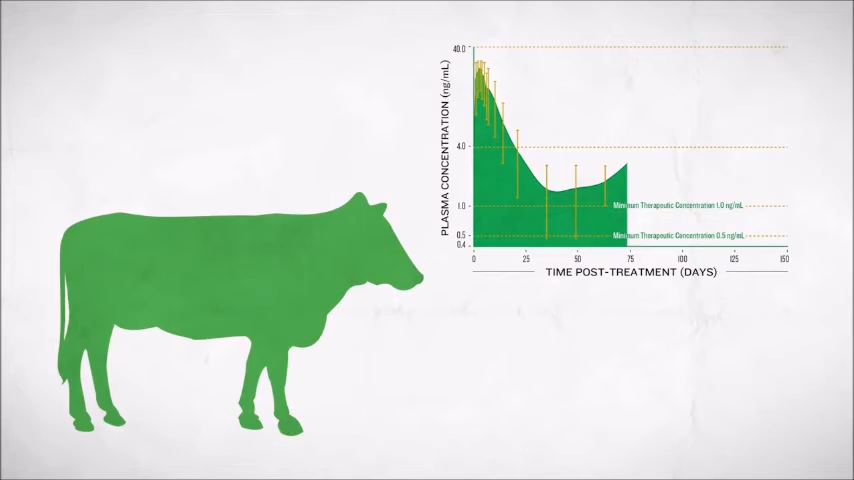 PLASMA CONCENTRATION (ng/mL)
40.0
4.0
1.0
0.5
0.4
Minimum Therapeutic Concentration 1.0 ng/mL
Minimum Therapeutic Concentration 0.5 ng/mL
0 25 50 75 100 125 150
TIME POST-TREATMENT (DAYS)